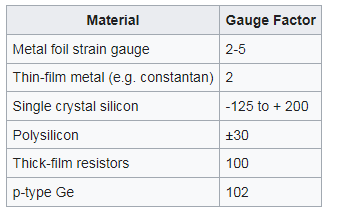 Material Gauge Factor
Metal foil strain gauge 2-5
Thin-film metal (e.g. constantan) 2
Single crystal silicon -125 to + 200
Polysilicon ±30
Thick-film resistors 100
p-type Ge 102